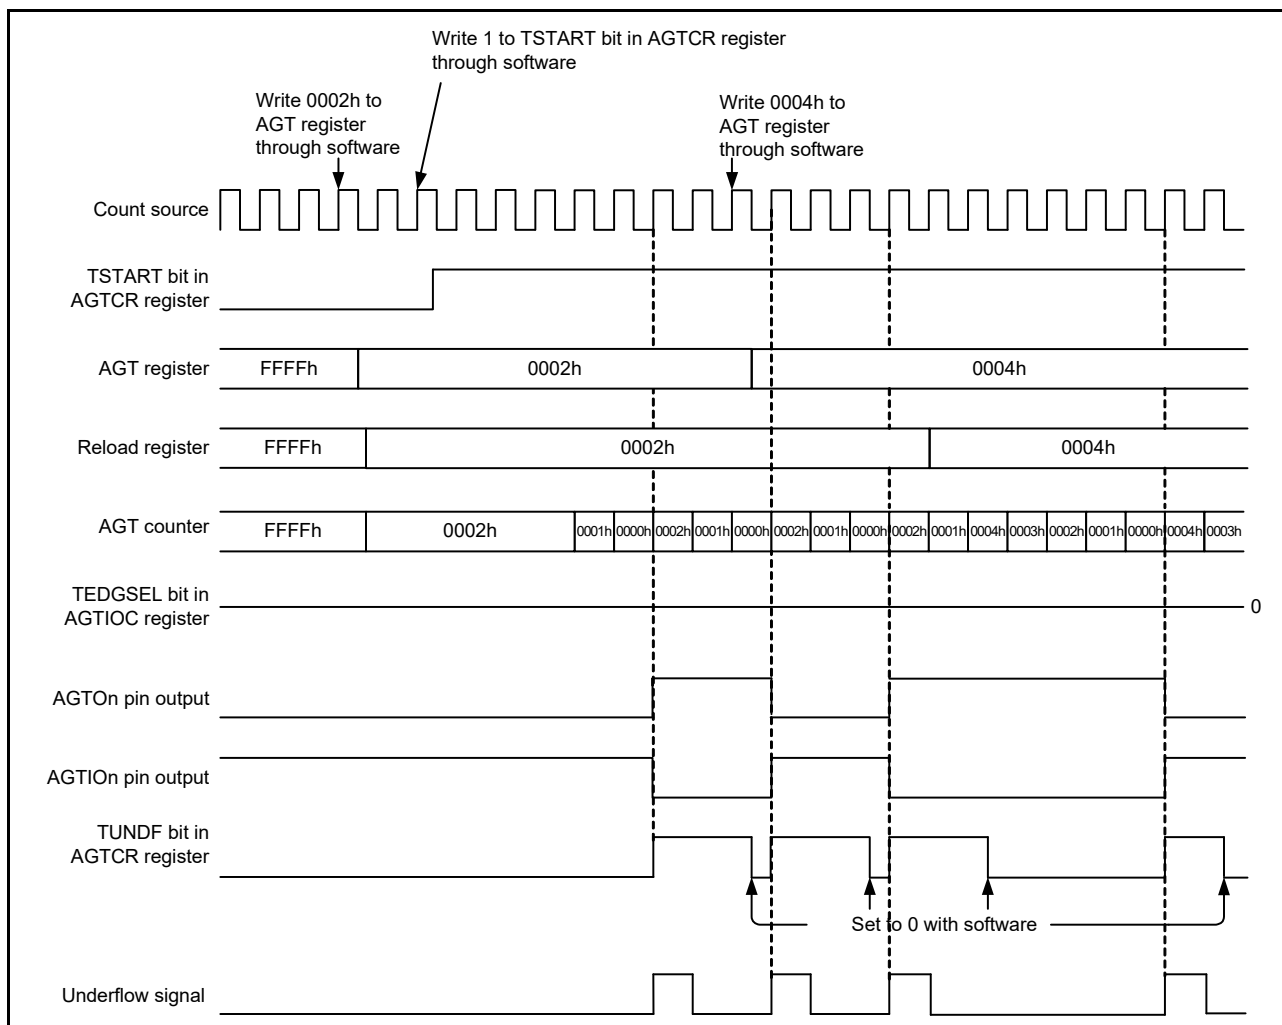 Write 1 to TSTART bit in AGTCR register
through software
Write 0002h to
AGT register
through software
Write 0004h to
AGT register
through software
Count source
TSTART bit in
AGTCR register
AGT register
FFFFh
0002h
0004h
Reload register
FFFFh
0002h
0004h
AGT counter
FFFFh
0002h
0001h
0000h
0002h
0001h
0000h
0002h
0001h
0000h
0002h
0001h
0004h
0003h
0002h
0001h
0000h
0004h
0003h
TEDGSEL bit in
AGTIOC register
0
AGTOn pin output
AGTIOn pin output
TUNDF bit in
AGTCR register
Set to 0 with software
Underflow signal